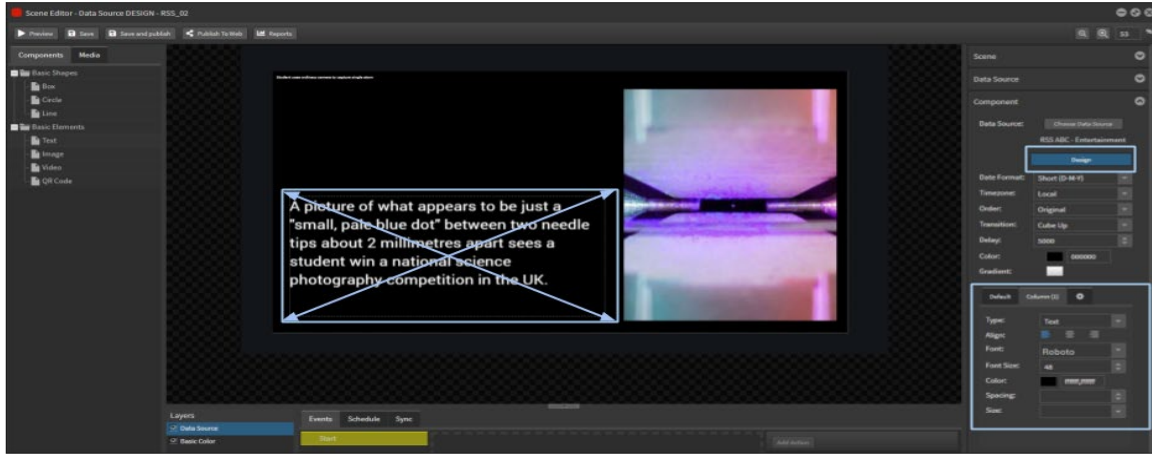 Scene Editor - Data Source DESIGN - RSS_02
Preview Save Save and publish Publish To Web Reports 55 %
Components Media
Basic Shapes
Box
Circle
Line
Basic Elements
Text
Image
Video
QR Code
A picture of what appears to be just a
"small, pale blue dot" between two needle
tips about 2 millimetres apart sees a
student win a national science
photography competition in the UK.
Scene
Data Source
Component
Data Source: Choose Data Source
RSS ABC - Entertainment
Design
Date Format: Short (D-M-Y)
Timezone: Local
Order: Original
Transition: Cube Up
Delay: 5000
Color: 000000
Gradient:
Default Column (1)
Type: Text
Align:
Font: Roboto
Font Size: 48
Color:
Spacing:
Size:
Layers
Data Source
Basic Color
Events Schedule Sync
Start
Add Action